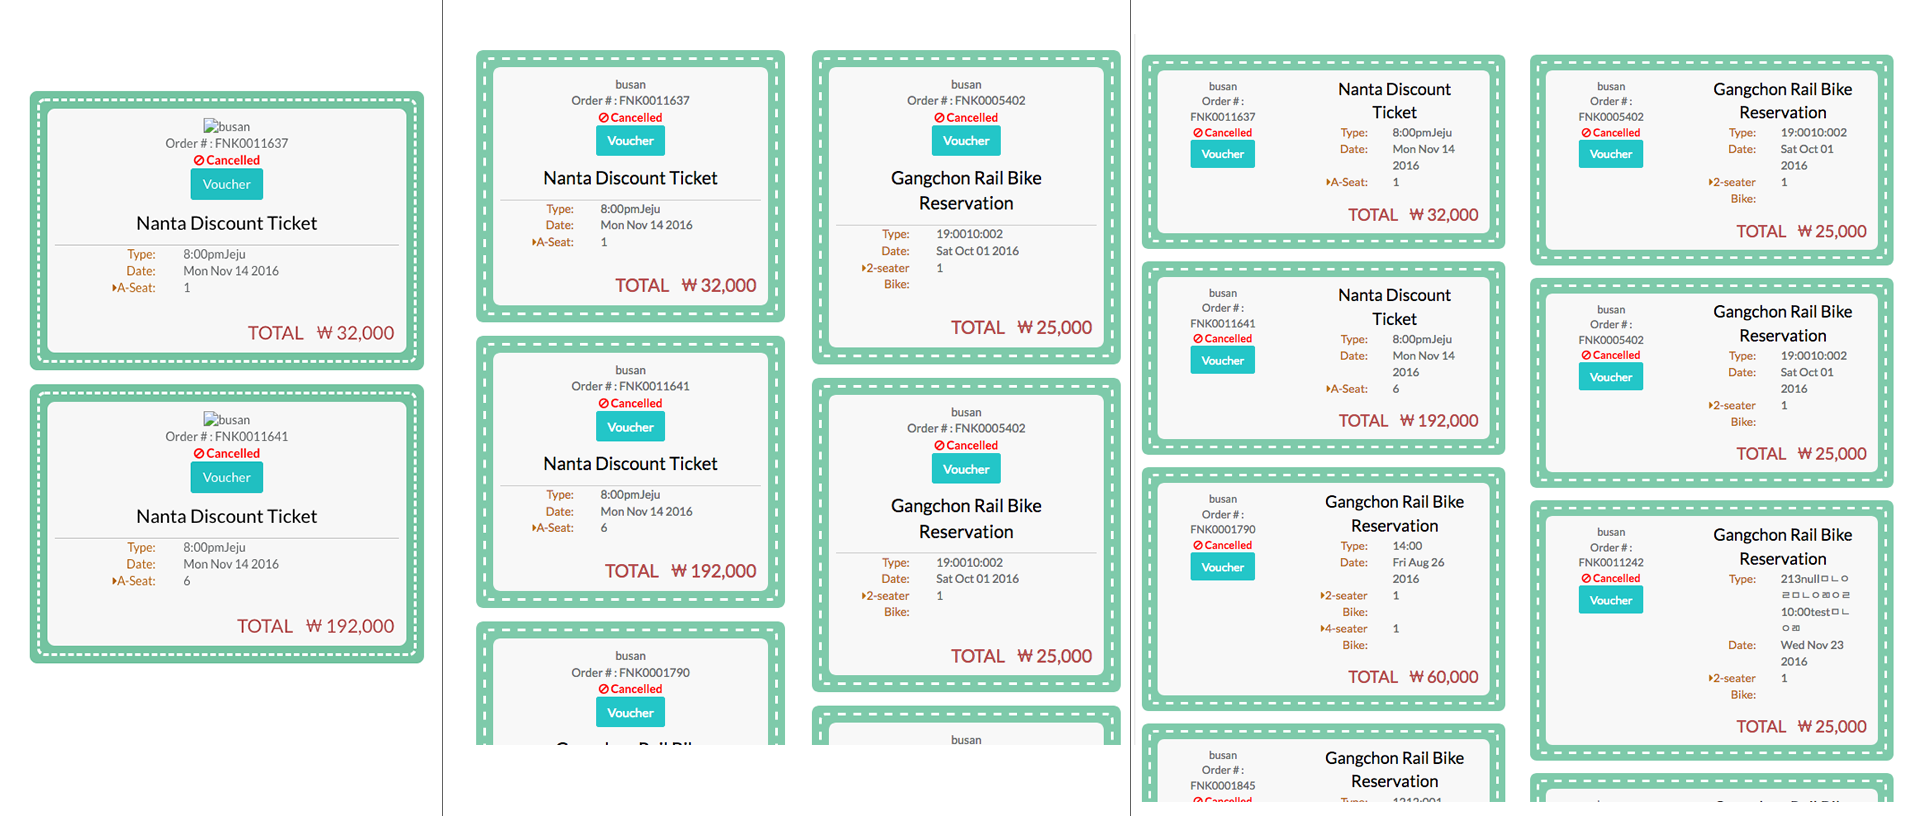 busan
Order # : FNK0011637
Cancelled
Voucher
Nanta Discount Ticket
Type: 8:00pmJeju
Date: Mon Nov 14 2016
A-Seat: 1
TOTAL ₩ 32,000
busan
Order # : FNK0011641
Cancelled
Voucher
Nanta Discount Ticket
Type: 8:00pmJeju
Date: Mon Nov 14 2016
A-Seat: 6
TOTAL ₩ 192,000
busan
Order # : FNK0011637
Cancelled
Voucher
Nanta Discount Ticket
Type: 8:00pmJeju
Date: Mon Nov 14 2016
A-Seat: 1
TOTAL ₩ 32,000
busan
Order # : FNK0011641
Cancelled
Voucher
Nanta Discount Ticket
Type: 8:00pmJeju
Date: Mon Nov 14 2016
A-Seat: 6
TOTAL ₩ 192,000
busan
Order # : FNK0001790
Cancelled
Voucher
busan
Order # : FNK0005402
Cancelled
Voucher
Gangchon Rail Bike
Reservation
Type: 19:0010:002
Date: Sat Oct 01 2016
2-seater 1
Bike:
TOTAL ₩ 25,000
busan
Order # : FNK0005402
Cancelled
Voucher
Gangchon Rail Bike
Reservation
Type: 19:0010:002
Date: Sat Oct 01 2016
2-seater 1
Bike:
TOTAL ₩ 25,000
busan
busan
Order # :
FNK0011637
Cancelled
Voucher
Nanta Discount
Ticket
Type: 8:00pmJeju
Date: Mon Nov 14
2016
A-Seat: 1
TOTAL ₩ 32,000
busan
Order # :
FNK0011641
Cancelled
Voucher
Nanta Discount
Ticket
Type: 8:00pmJeju
Date: Mon Nov 14
2016
A-Seat: 6
TOTAL ₩ 192,000
busan
Order # :
FNK0001790
Cancelled
Voucher
Gangchon Rail Bike
Reservation
Type: 14:00
Date: Fri Aug 26
2016
2-seater 1
Bike:
4-seater 1
Bike:
TOTAL ₩ 60,000
busan
Order # :
FNK0001845
Cancelled
Gangchon Rail Bike
Reservation
busan
Order # :
FNK0005402
Cancelled
Voucher
Gangchon Rail Bike
Reservation
Type: 19:0010:002
Date: Sat Oct 01
2016
2-seater 1
Bike:
TOTAL ₩ 25,000
busan
Order # :
FNK0005402
Cancelled
Voucher
Gangchon Rail Bike
Reservation
Type: 19:0010:002
Date: Sat Oct 01
2016
2-seater 1
Bike:
TOTAL ₩ 25,000
busan
Order # :
FNK0011242
Cancelled
Voucher
Gangchon Rail Bike
Reservation
Type: 213nullㅁㄴㅇ
10:00testㅁㄴ
Date: Wed Nov 23
2016
2-seater 1
Bike:
TOTAL ₩ 25,000